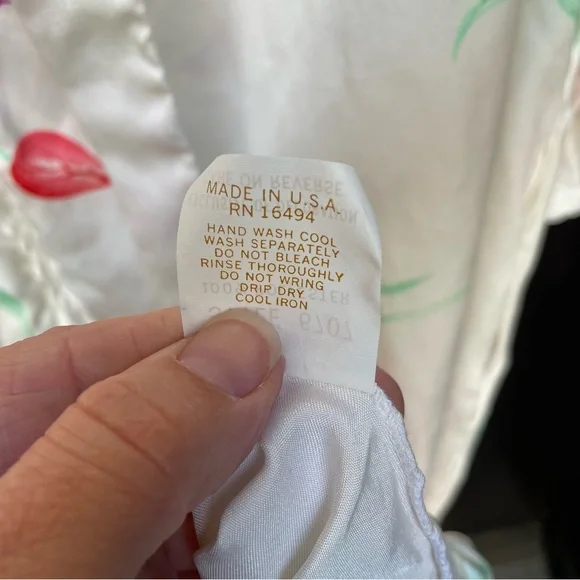 MADE IN U.S.A.
RN 16494
HAND WASH COOL
WASH SEPARATELY
DO NOT BLEACH
RINSE THOROUGHLY
DO NOT WRING
DRIP DRY
COOL IRON